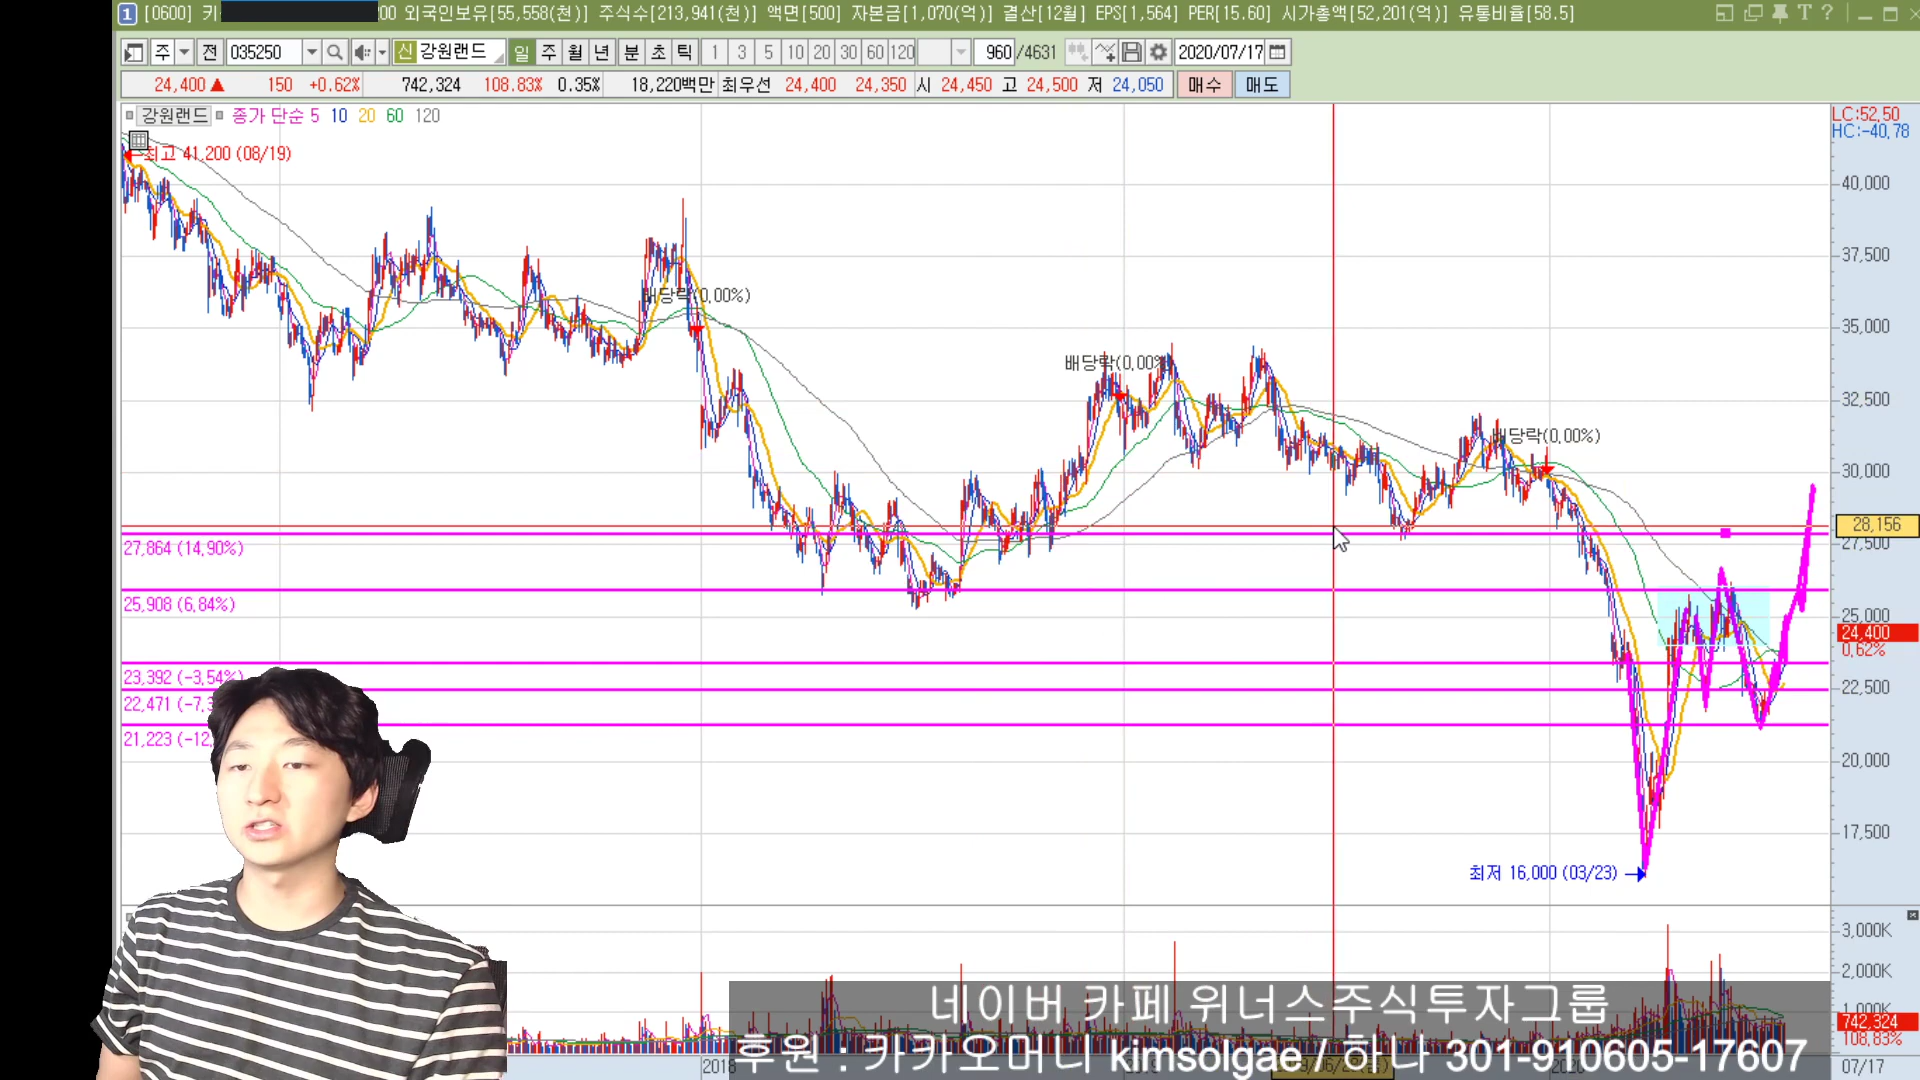 1 [0600] 키 00 외국인보유[55,558(천)] 주식수[213,941(천)] 액면[500] 자본금[1,070(억)] 결산[12월] EPS[1,564] PER[15.60] 시가총액[52,201(억)] 유통비율[58.5] T ?
주 전 035250 신 강원랜드 일 주 월 년 분 초 틱 1 3 5 10 20 30 60 120 960 /4631 2020/07/17
24,400 ▲ 150 +0.62% 742,324 108.83% 0.35% 18,220백만 최우선 24,400 24,350 시 24,450 고 24,500 저 24,050 매수 매도
강원랜드 종가 단순 5 10 20 60 120
LC:52,50
HC:-40,78
최고 41,200 (08/19)
40,000
37,500
배당락(0,00%)
35,000
배당락(0,00%)
32,500
배당락(0,00%)
30,000
28,156
27,500
27,864 (14,90%)
25,908 (6,84%)
25,000
24,400
0,62%
23,392 (-3,54%)
22,500
22,471 (-7,3
21,223 (-12,
20,000
17,500
최저 16,000 (03/23)
3,000K
2,000K
1,000K
742,324
108,83%
네이버 카페 위너스주식투자그룹
후원 : 카카오머니 kimsolgae / 하나 301-910605-17607
2018
07/17